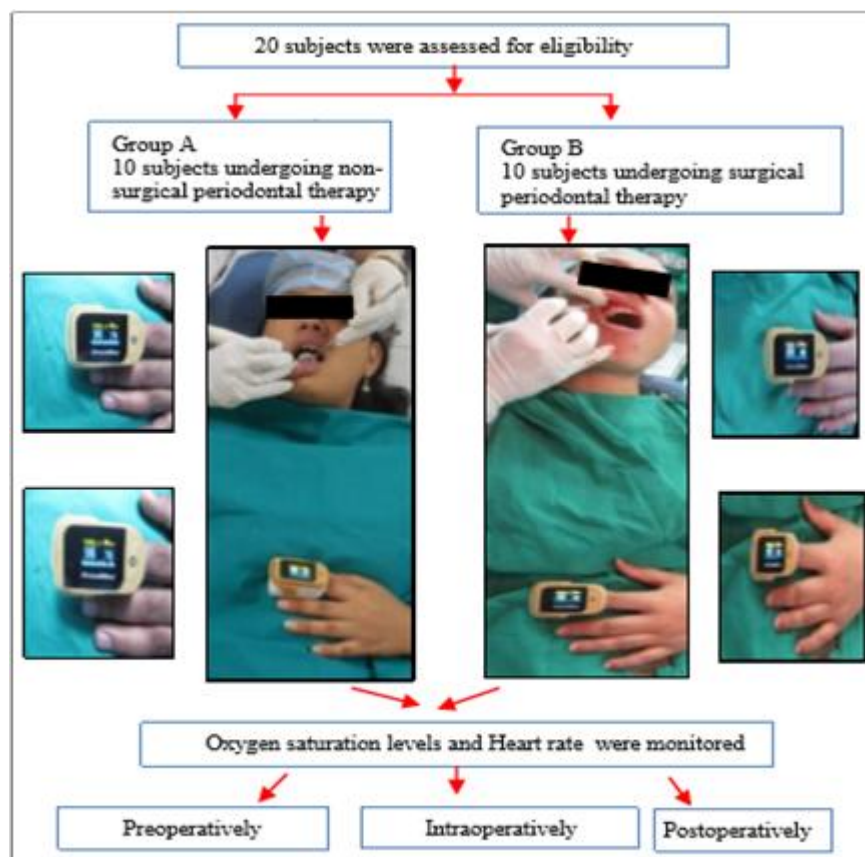 20 subjects were assessed for eligibility
Group A
10 subjects undergoing non-
surgical periodontal therapy
Group B
10 subjects undergoing surgical
periodontal therapy
Oxygen saturation levels and Heart rate were monitored
Preoperatively
Intraoperatively
Postoperatively